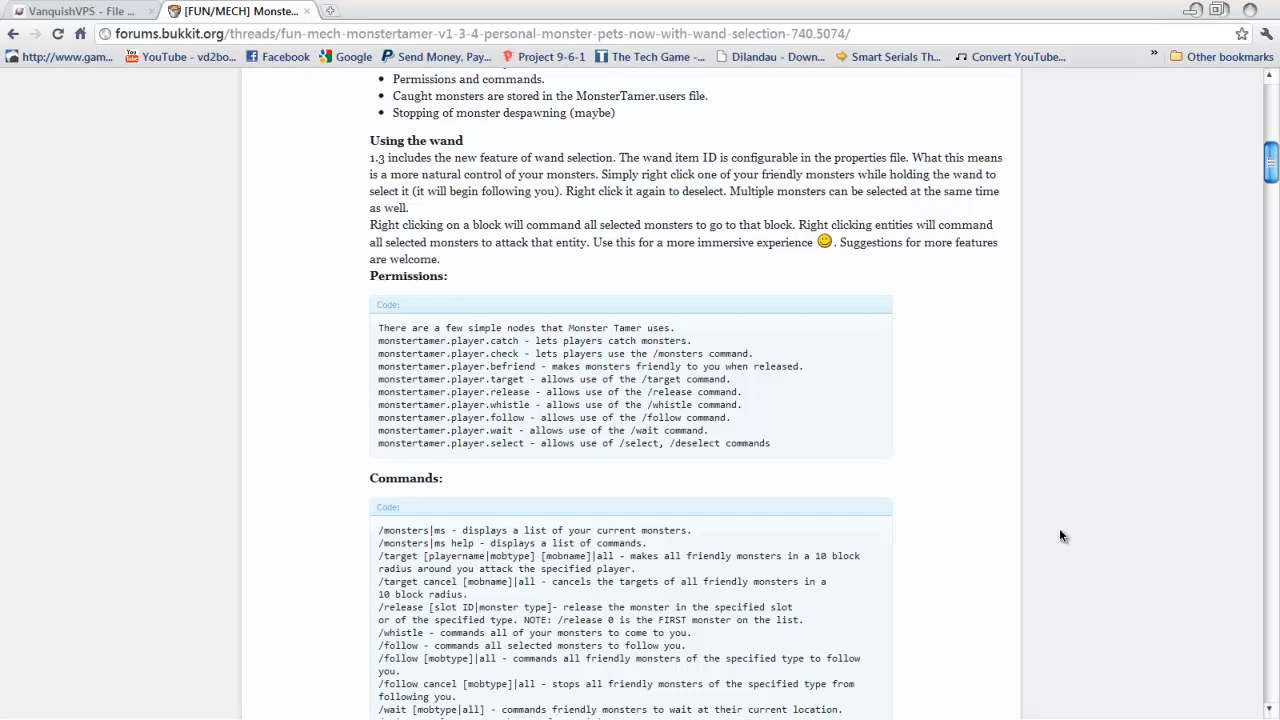 VanquishVPS - File ...
[FUN/MECH] Monste...
forums.bukkit.org/threads/fun-mech-monstertamer-v1-3-4-personal-monster-pets-now-with-wand-selection-740.5074/
http://www.gam...
YouTube - vd2bo...
Facebook
Google
Send Money, Pay...
Project 9-6-1
The Tech Game -...
Dilandau - Down...
Smart Serials Th...
Convert YouTube...
»
Other bookmarks
• Permissions and commands.
• Caught monsters are stored in the MonsterTamer.users file.
• Stopping of monster despawning (maybe)
Using the wand
1.3 includes the new feature of wand selection. The wand item ID is configurable in the properties file. What this means
is a more natural control of your monsters. Simply right click one of your friendly monsters while holding the wand to
select it (it will begin following you). Right click it again to deselect. Multiple monsters can be selected at the same time
as well.
Right clicking on a block will command all selected monsters to go to that block. Right clicking entities will command
all selected monsters to attack that entity. Use this for a more immersive experience . Suggestions for more features
are welcome.
Permissions:
Code:
There are a few simple nodes that Monster Tamer uses.
monstertamer.player.catch - lets players catch monsters.
monstertamer.player.check - lets players use the /monsters command.
monstertamer.player.befriend - makes monsters friendly to you when released.
monstertamer.player.target - allows use of the /target command.
monstertamer.player.release - allows use of the /release command.
monstertamer.player.whistle - allows use of the /whistle command.
monstertamer.player.follow - allows use of the /follow command.
monstertamer.player.wait - allows use of the /wait command.
monstertamer.player.select - allows use of /select, /deselect commands
Commands:
Code:
/monsters|ms - displays a list of your current monsters.
/monsters|ms help - displays a list of commands.
/target [playername|mobtype] [mobname]|all - makes all friendly monsters in a 10 block
radius around you attack the specified player.
/target cancel [mobname]|all - cancels the targets of all friendly monsters in a
10 block radius.
/release [slot ID|monster type]- release the monster in the specified slot
or of the specified type. NOTE: /release 0 is the FIRST monster on the list.
/whistle - commands all of your monsters to come to you.
/follow - commands all selected monsters to follow you.
/follow [mobtype]|all - commands all friendly monsters of the specified type to follow
you.
/follow cancel [mobtype]|all - stops all friendly monsters of the specified type from
following you.
/wait [mobtype|all] - commands friendly monsters to wait at their current location.